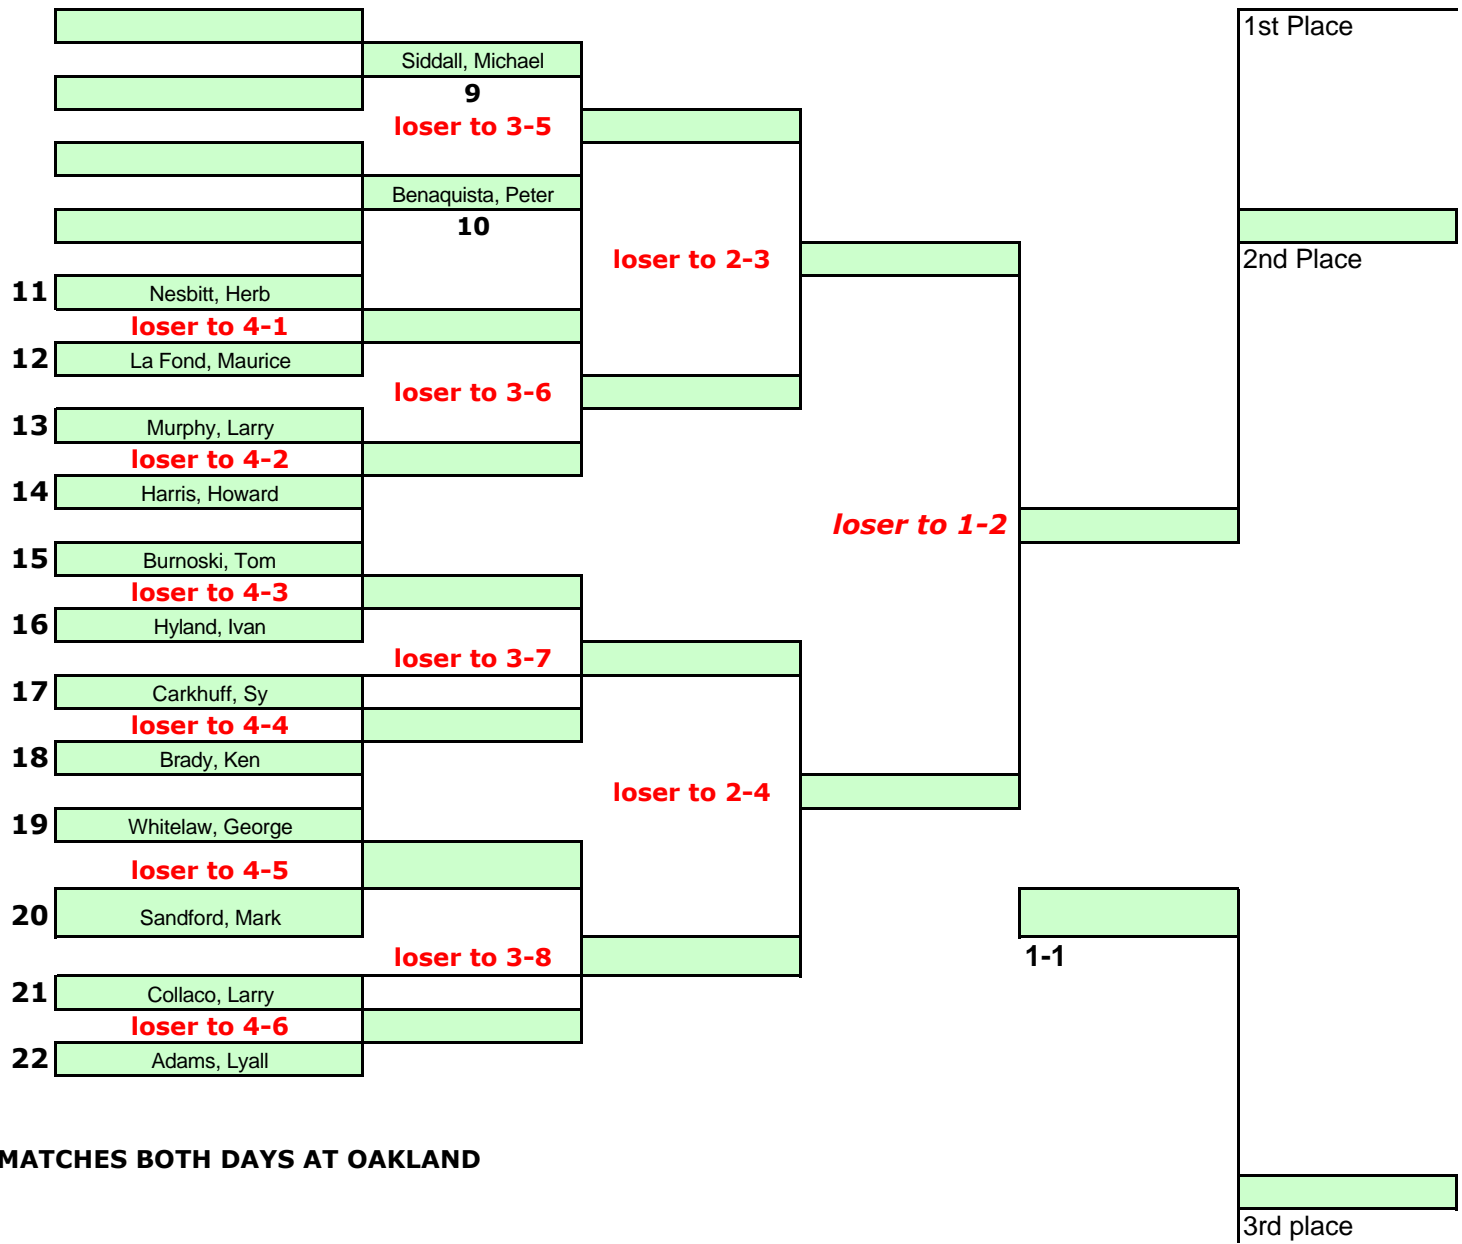 1st Place
Siddall, Michael
9
loser to 3-5
Benaquista, Peter
10
loser to 2-3
2nd Place
11 Nesbitt, Herb
loser to 4-1
12 La Fond, Maurice
loser to 3-6
13 Murphy, Larry
loser to 4-2
14 Harris, Howard
loser to 1-2
15 Burnoski, Tom
loser to 4-3
16 Hyland, Ivan
loser to 3-7
17 Carkhuff, Sy
loser to 4-4
18 Brady, Ken
loser to 2-4
19 Whitelaw, George
loser to 4-5
20 Sandford, Mark
loser to 3-8
1-1
21 Collaco, Larry
loser to 4-6
22 Adams, Lyall
MATCHES BOTH DAYS AT OAKLAND
3rd place